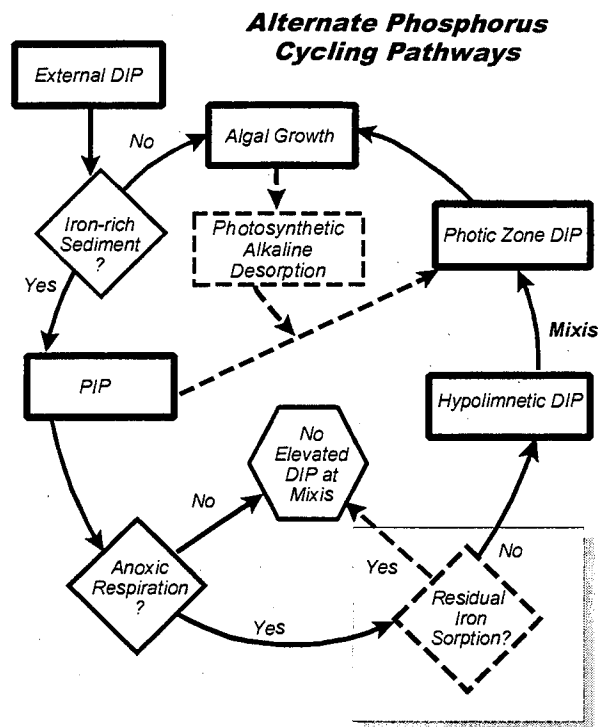 Alternate Phosphorus
Cycling Pathways
External DIP
No
Algal Growth
Iron-rich
Sediment
?
Photosynthetic
Alkaline
Desorption
Photic Zone DIP
Yes
Mixis
PIP
Hypolimnetic DIP
No
Elevated
DIP at
Mixis
No
Anoxic
Respiration
?
Yes
Yes
No
Residual
Iron
Sorption?